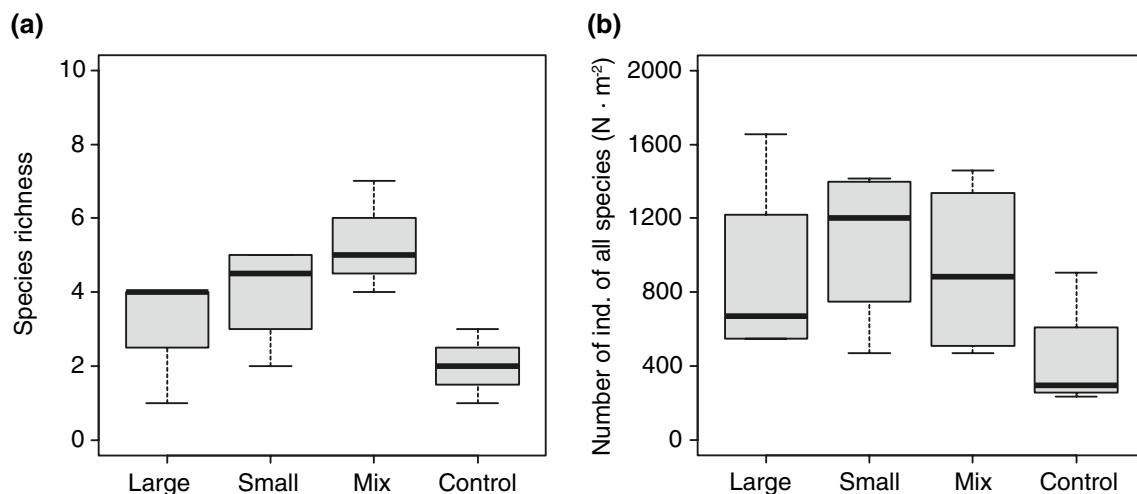 (a)
Species richness
10
8
6
4
2
0
Large Small Mix Control
(b)
Number of ind. of all species (N · m-2)
2000
1600
1200
800
400
0
Large Small Mix Control